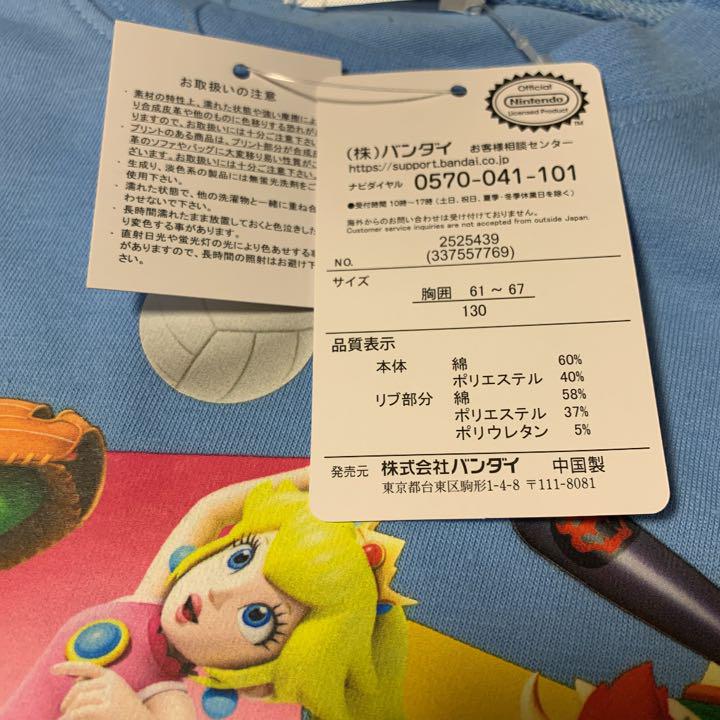 お取扱いの注意
・素材の特性上、濡れた状態や強い摩擦によ
り合成皮革や他のものに色移りする恐れがあ
りますので、お取扱いには十分ご注意下さい。
・プリントのある商品は、プリント部分が合成皮
革のソファやバッグに大変移り易い性質がご
ざいます。お取扱いには十分ご注意下さい。
・生成り、淡色系の製品には無蛍光洗剤をご
使用下さい。
・濡れた状態で、他の洗濯物と一緒に重ね合
わせないで下さい。
・長時間濡れたまま放置しておくと色泣きした
り変色する事があります。
・直射日光や蛍光灯の光により色あせする事
がありますので、長時間の照射はお避け下
さい。
Official
Nintendo
Licensed Product
TM
(株)バンダイ お客様相談センター
https://support.bandai.co.jp
ナビダイヤル 0570-041-101
●受付時間 10時~17時(土日、祝日、夏季・冬季休業日を除く)
海外からのお問い合わせは受け付けておりません。
Customer service inquiries are not accepted from outside Japan.
2525439
NO. (337557769)
サイズ
胸囲 61 ~ 67
130
品質表示
本体 綿 60%
ポリエステル 40%
リブ部分 綿 58%
ポリエステル 37%
ポリウレタン 5%
発売元 株式会社バンダイ 中国製
東京都台東区駒形1-4-8 〒111-8081